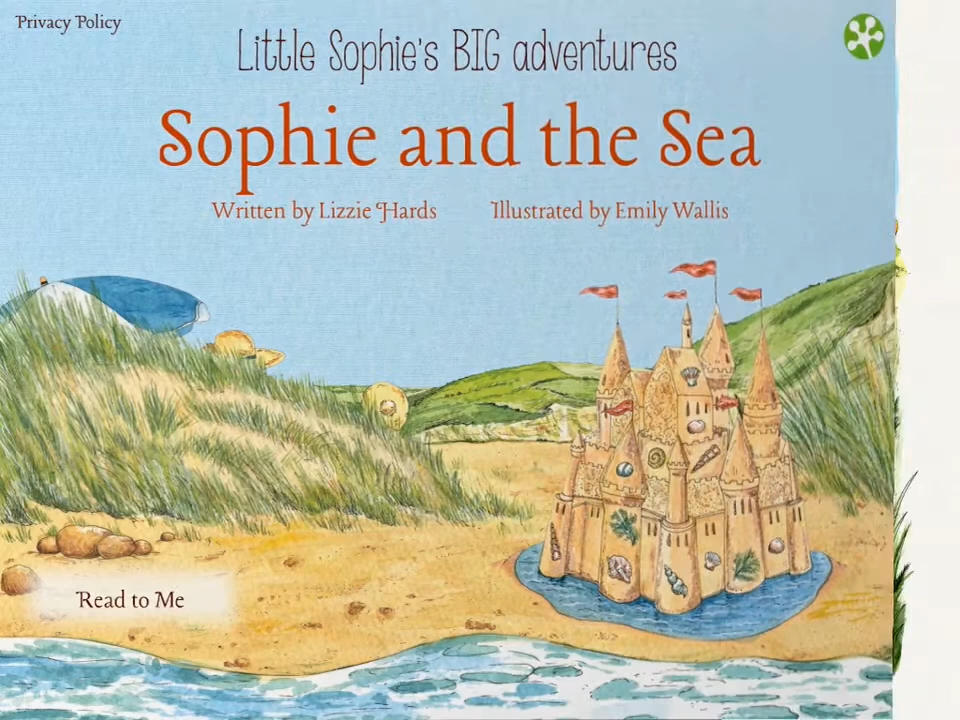 Privacy Policy
Little Sophie's BIG adventures
Sophie and the Sea
Written by Lizzie Hards Illustrated by Emily Wallis
Read to Me